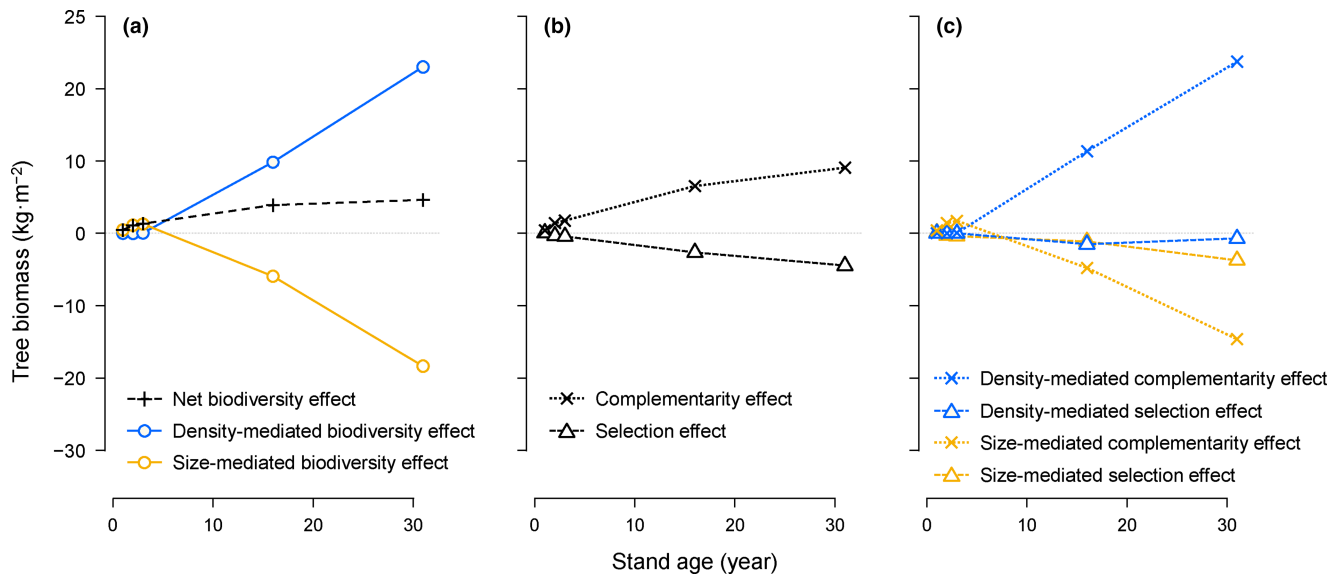 (a)
(b)
(c)
Tree biomass (kg·m−2)
25
20
10
0
−10
−20
−30
Net biodiversity effect
Density-mediated biodiversity effect
Size-mediated biodiversity effect
Complementarity effect
Selection effect
Density-mediated complementarity effect
Density-mediated selection effect
Size-mediated complementarity effect
Size-mediated selection effect
0 10 20 30
0 10 20 30
0 10 20 30
Stand age (year)